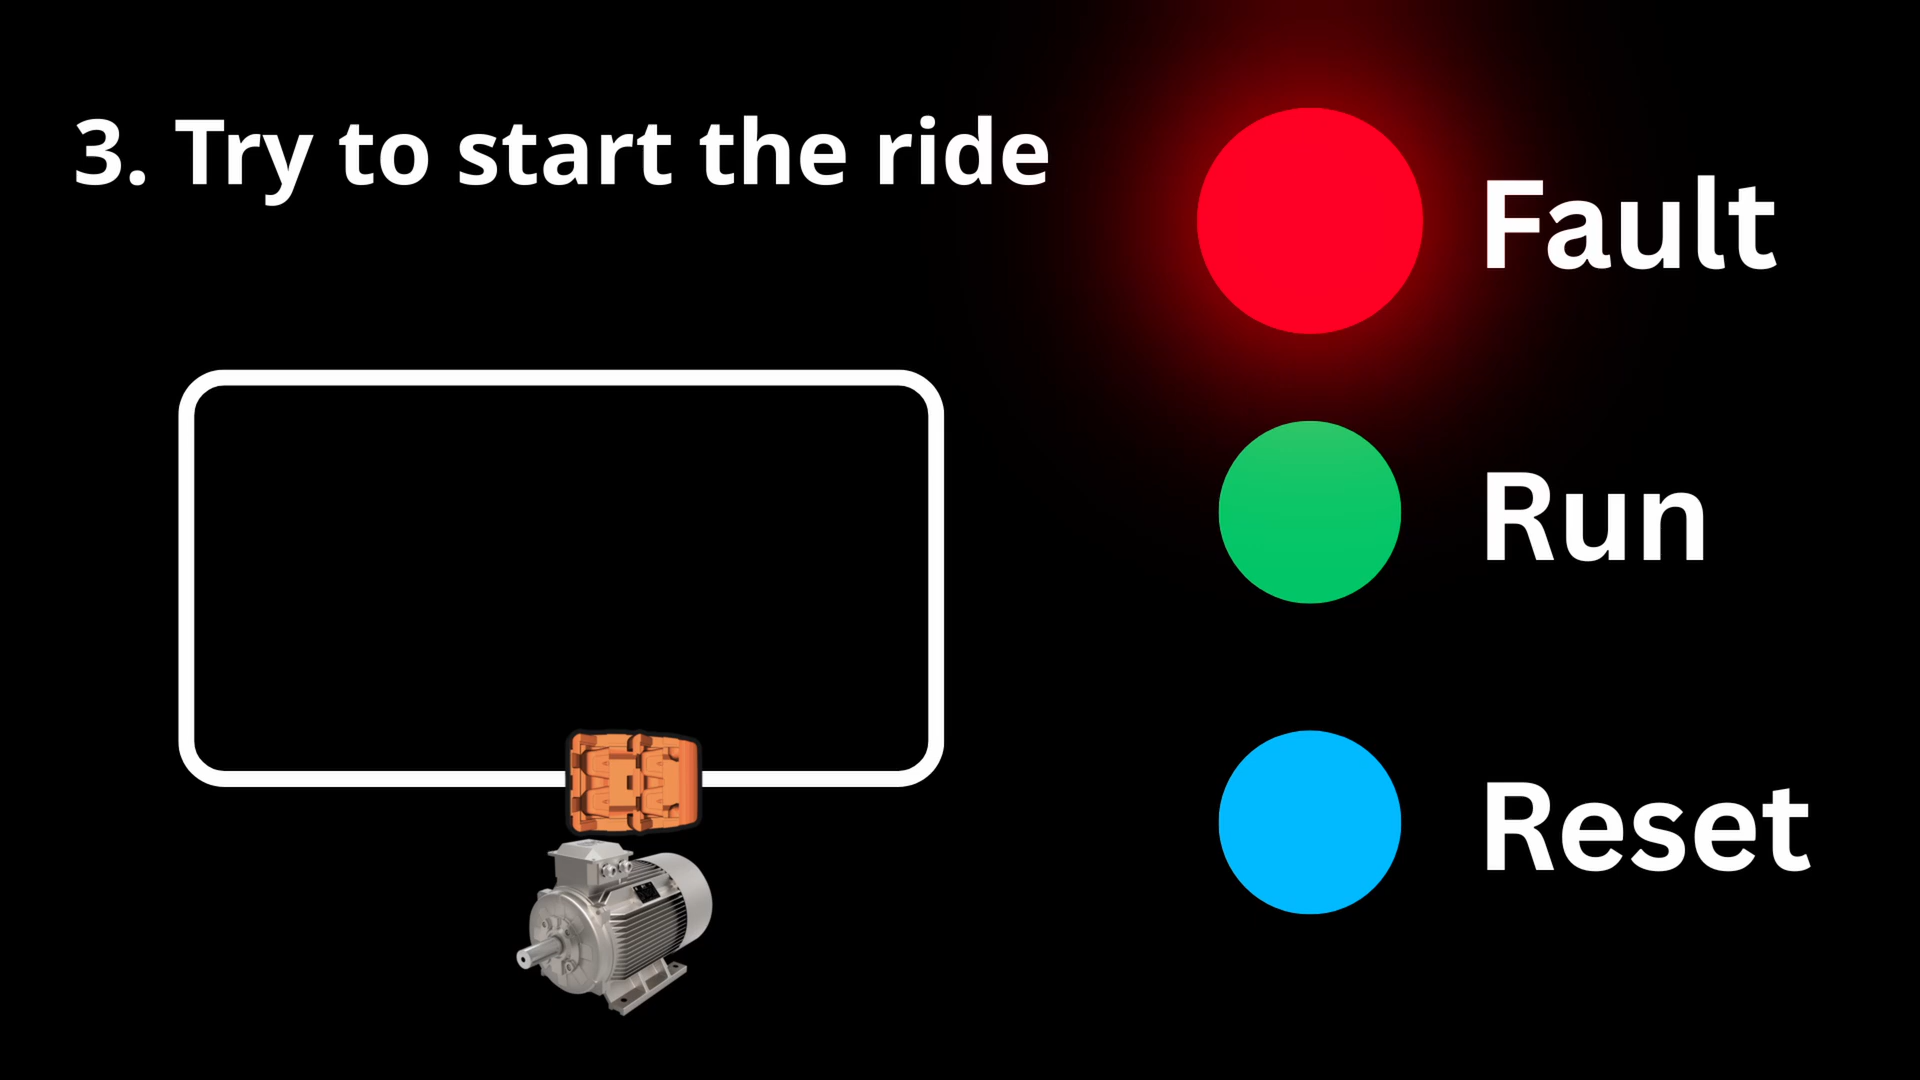 3. Try to start the ride
Fault
Run
Reset